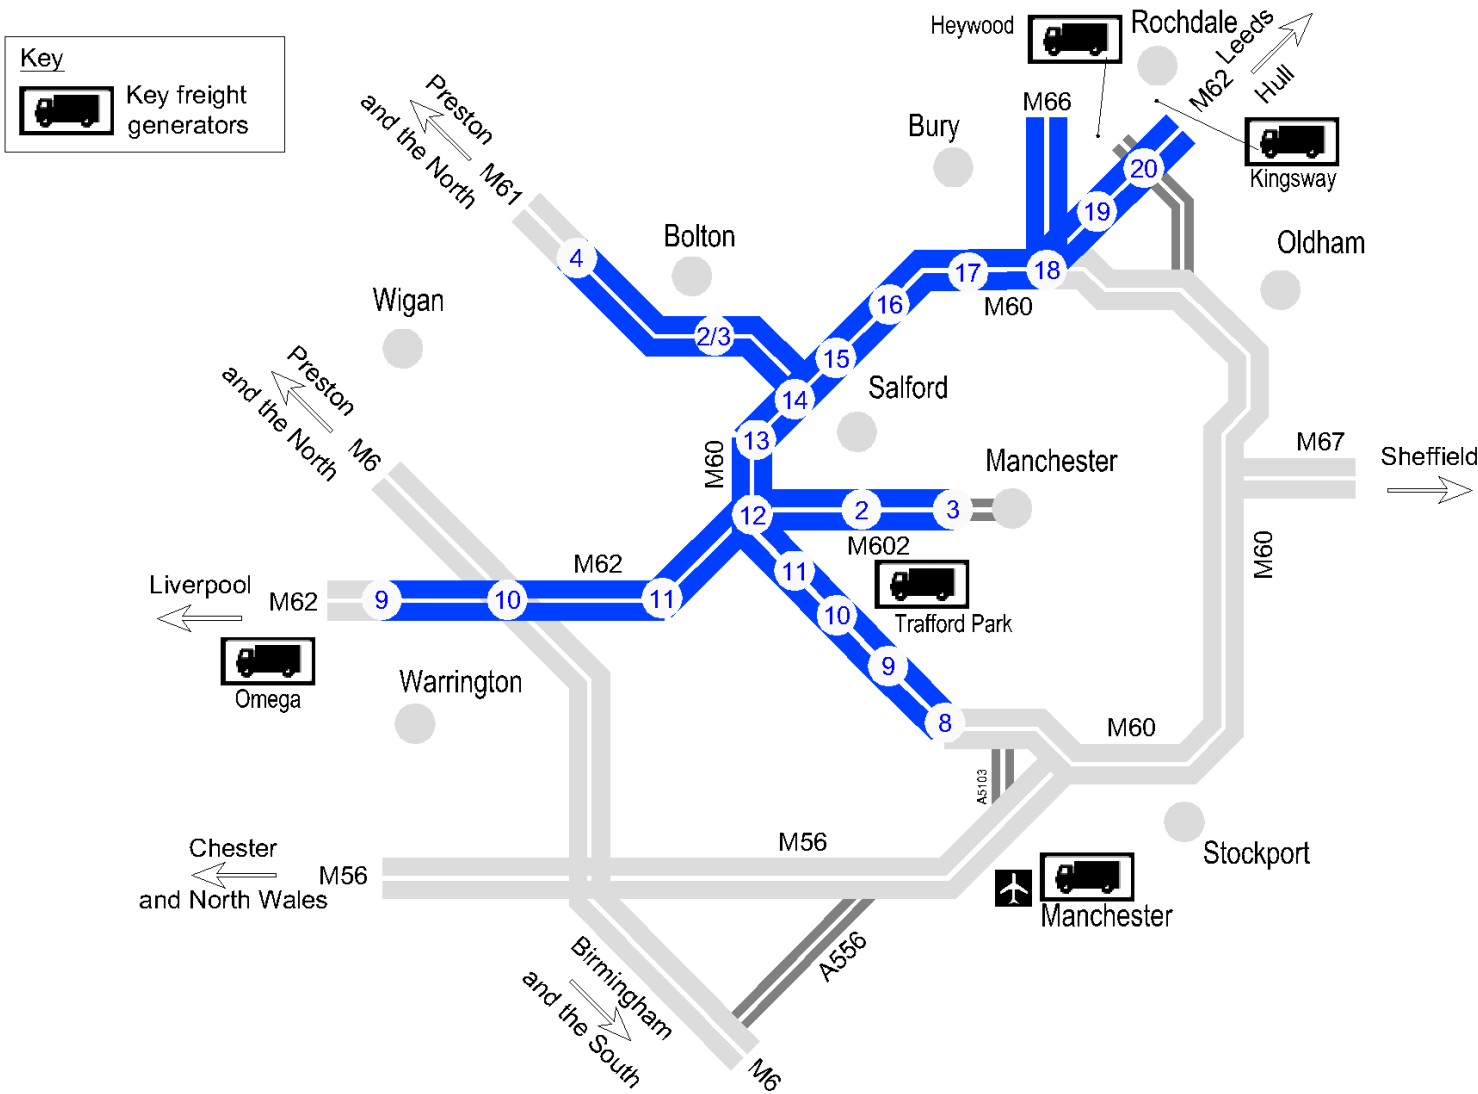 Key
Key freight
generators
Heywood
Rochdale
M62 Leeds
Hull
Kingsway
M66
Bury
Preston
and the North
M61
Bolton
Wigan
Oldham
20
19
18
17
16
15
14
13
12
M60
4
2/3
Salford
Preston
and the North
M6
M60
Manchester
M67
Sheffield
2
3
M602
Trafford Park
M60
Liverpool
M62
M62
9
10
11
11
10
9
8
Omega
Warrington
M60
A5103
Stockport
M56
Chester
M56
and North Wales
Manchester
A556
Birmingham
and the South
M6